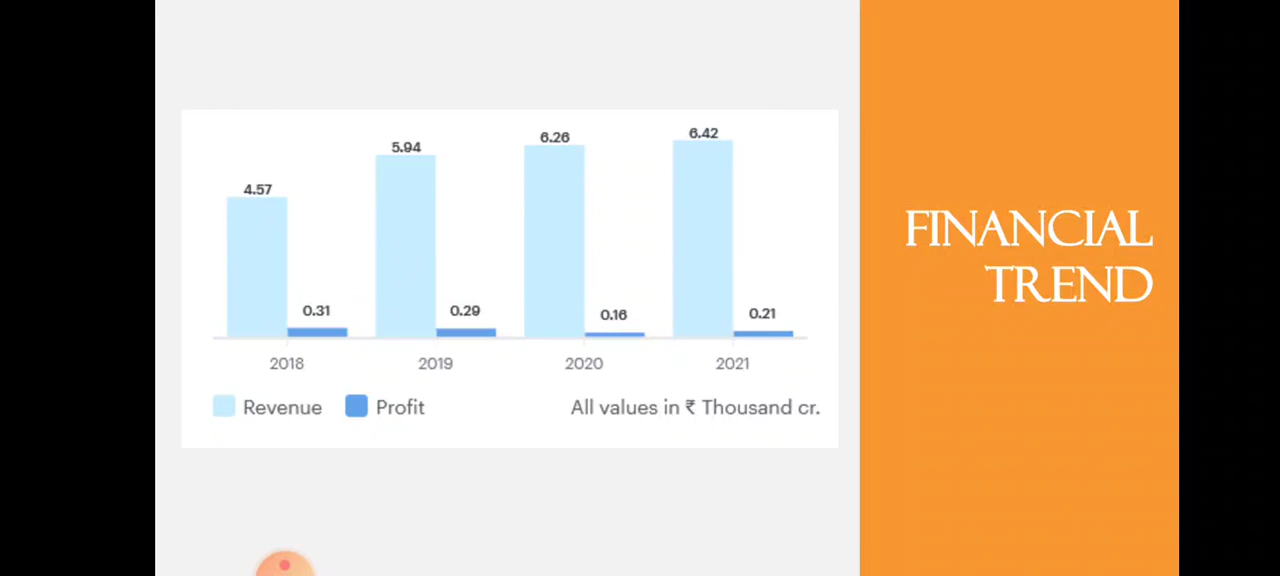 FINANCIAL
TREND
4.57
5.94
6.26
6.42
0.31
0.29
0.16
0.21
2018
2019
2020
2021
Revenue
Profit
All values in ₹ Thousand cr.